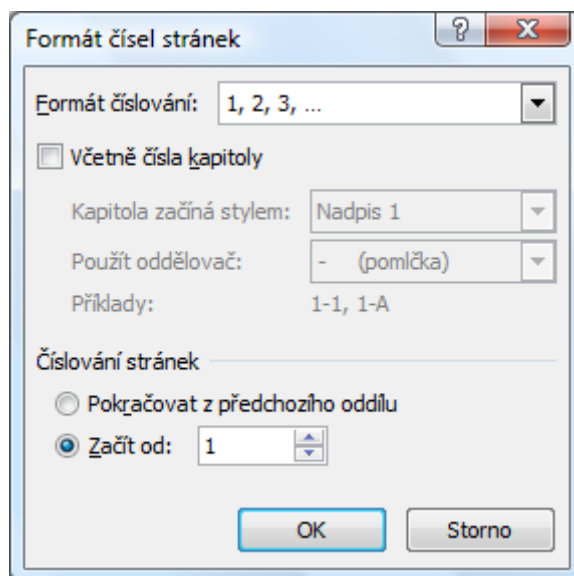 Formát čísel stránek
Formát číslování: 1, 2, 3, ...
Včetně čísla kapitoly
Kapitola začíná stylem: Nadpis 1
Použít oddělovač: - (pomlčka)
Příklady: 1-1, 1-A
Číslování stránek
Pokračovat z předchozího oddílu
Začít od: 1
OK Storno